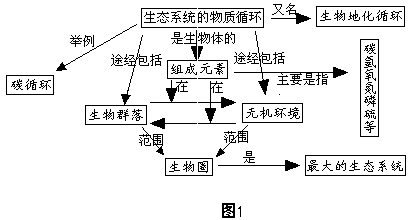 生态系统的物质循环
又名
生物地化循环
举例
是生物体的
途经包括
途经包括
组成元素
主要是指
碳氢氧氮磷硫等
碳循环
在
在
生物群落
无机环境
范围
范围
生物圈
是
最大的生态系统
图1